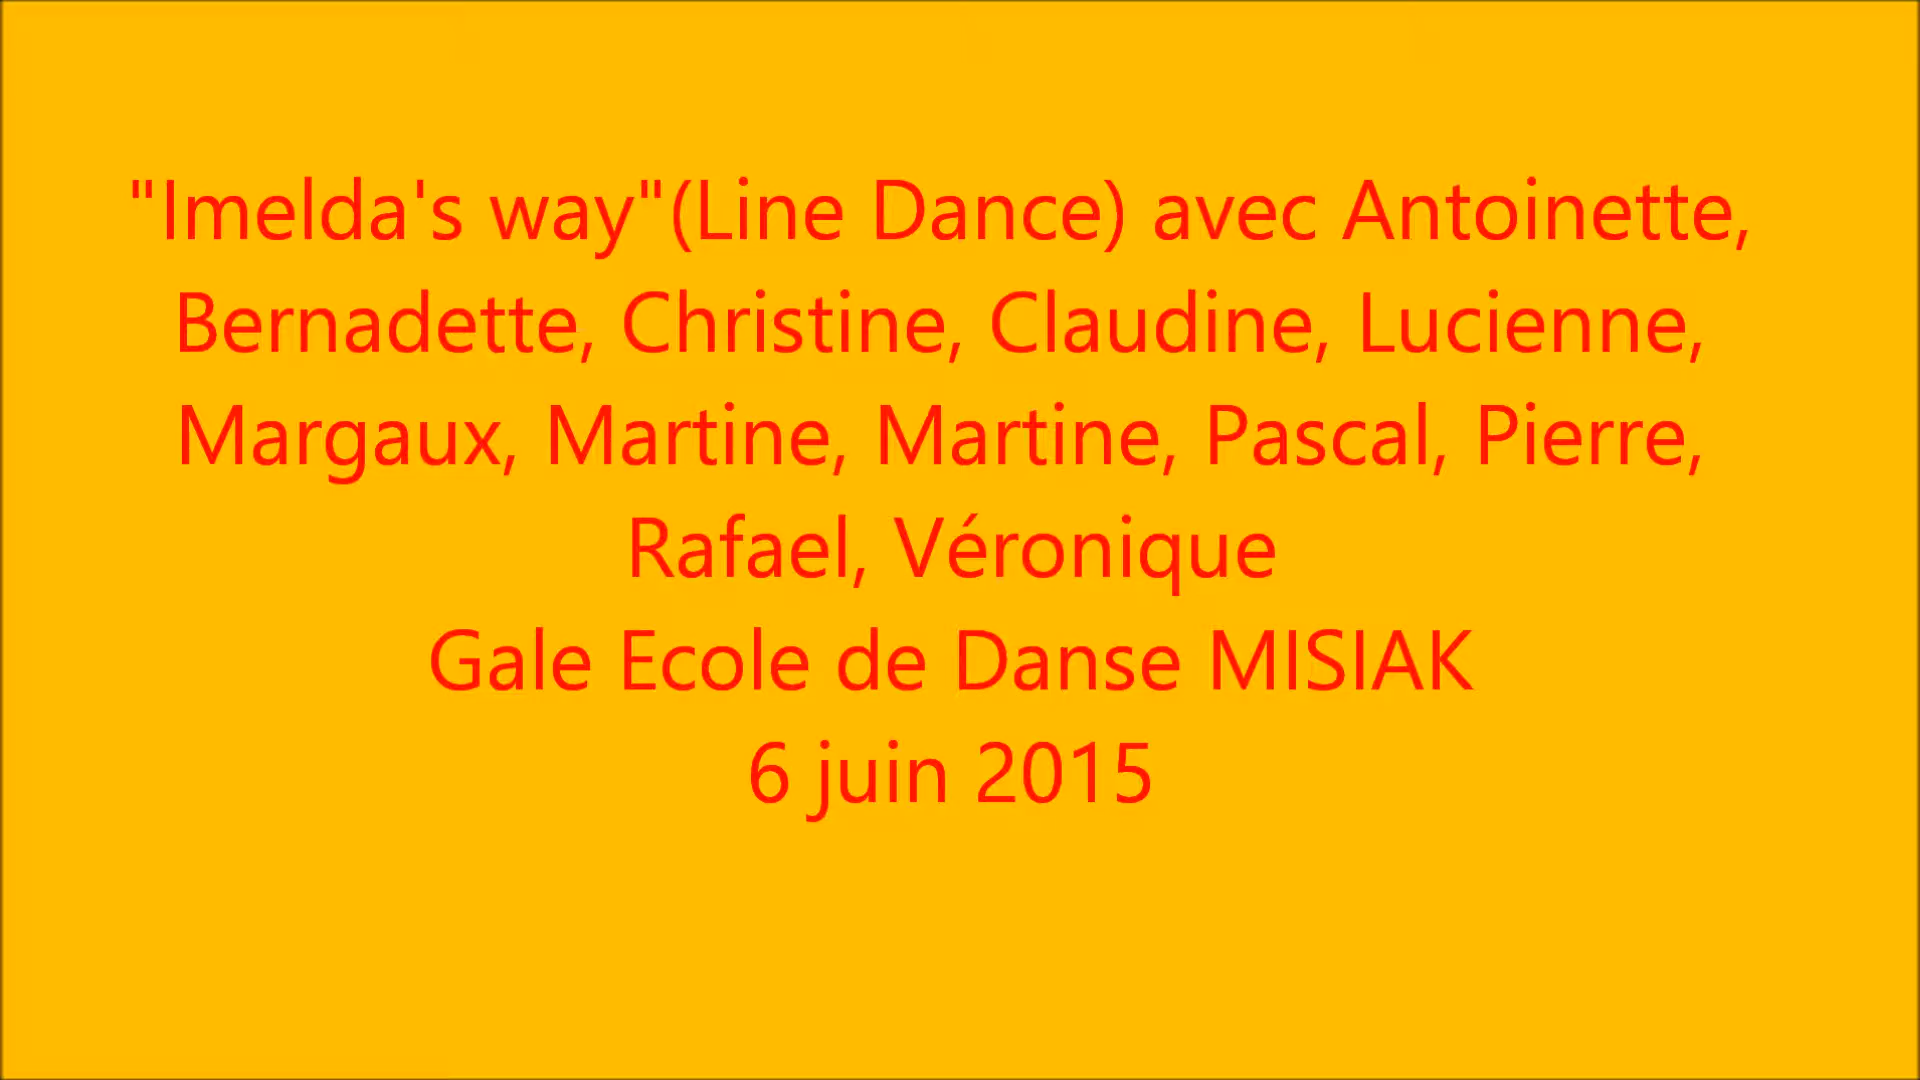 "Imelda's way"(Line Dance) avec Antoinette,
Bernadette, Christine, Claudine, Lucienne,
Margaux, Martine, Martine, Pascal, Pierre,
Rafael, Véronique
Gale Ecole de Danse MISIAK
6 juin 2015